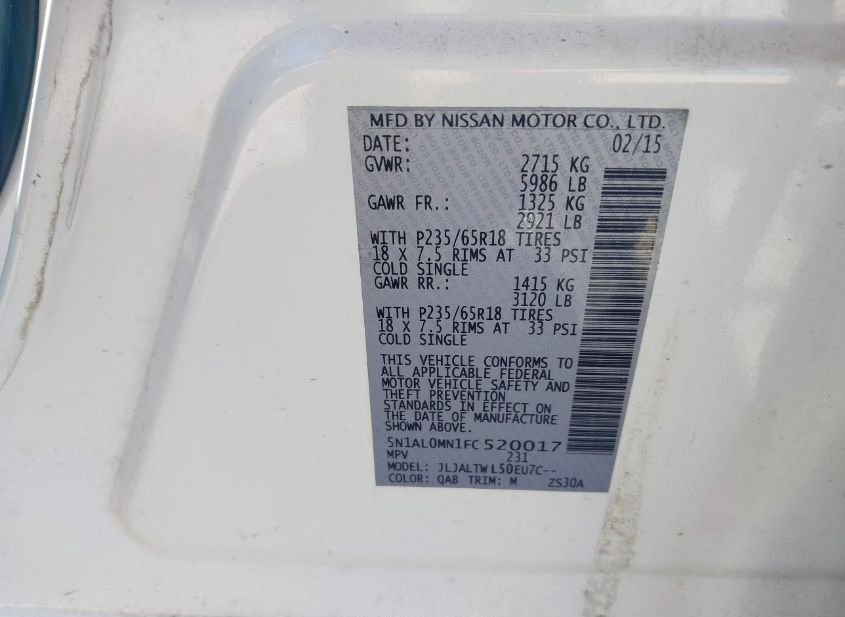 MFD BY NISSAN MOTOR CO., LTD.
DATE: 02/15
GVWR: 2715 KG
5986 LB
GAWR FR.: 1325 KG
2921 LB
WITH P235/65R18 TIRES
18 X 7.5 RIMS AT 33 PSI
COLD SINGLE
GAWR RR.: 1415 KG
3120 LB
WITH P235/65R18 TIRES
18 X 7.5 RIMS AT 33 PSI
COLD SINGLE
THIS VEHICLE CONFORMS TO
ALL APPLICABLE FEDERAL
MOTOR VEHICLE SAFETY AND
THEFT PREVENTION
STANDARDS IN EFFECT ON
THE DATE OF MANUFACTURE
SHOWN ABOVE.
5N1AL0MN1FC520017
MPV 231
MODEL: JLJALTWL50EU7C--
COLOR: QAB TRIM: M ZS30A